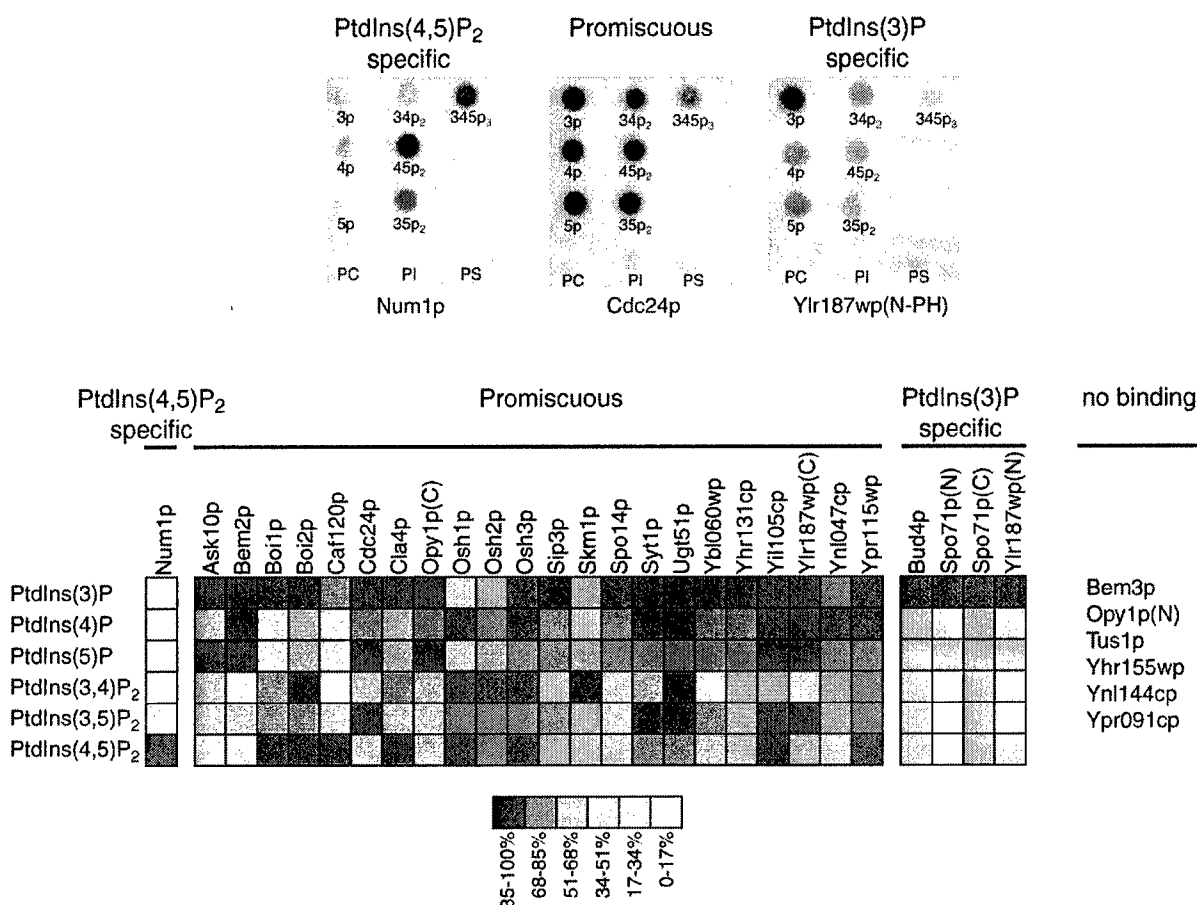 PtdIns(4,5)P2 specific
Promiscuous
PtdIns(3)P specific
3p 34p2 345p3
4p 45p2
5p 35p2
PC PI PS
Num1p
3p 34p2 345p3
4p 45p2
5p 35p2
PC PI PS
Cdc24p
3p 34p2 345p3
4p 45p2
5p 35p2
PC PI PS
Ylr187wp(N-PH)
PtdIns(4,5)P2 specific
Promiscuous
PtdIns(3)P specific
no binding
Num1p
Ask10p
Bem2p
Boi1p
Boi2p
Caf120p
Cdc24p
Cla4p
Opy1p(C)
Osh1p
Osh2p
Osh3p
Sip3p
Skm1p
Spo14p
Syt1p
Ugt51p
Ybl060wp
Yhr131cp
Yil105cp
Ylr187wp(C)
Ynl047cp
Ypr115wp
Bud4p
Spo71p(N)
Spo71p(C)
Ylr187wp(N)
PtdIns(3)P
PtdIns(4)P
PtdIns(5)P
PtdIns(3,4)P2
PtdIns(3,5)P2
PtdIns(4,5)P2
Bem3p
Opy1p(N)
Tus1p
Yhr155wp
Ynl144cp
Ypr091cp
85-100%
68-85%
51-68%
34-51%
17-34%
0-17%